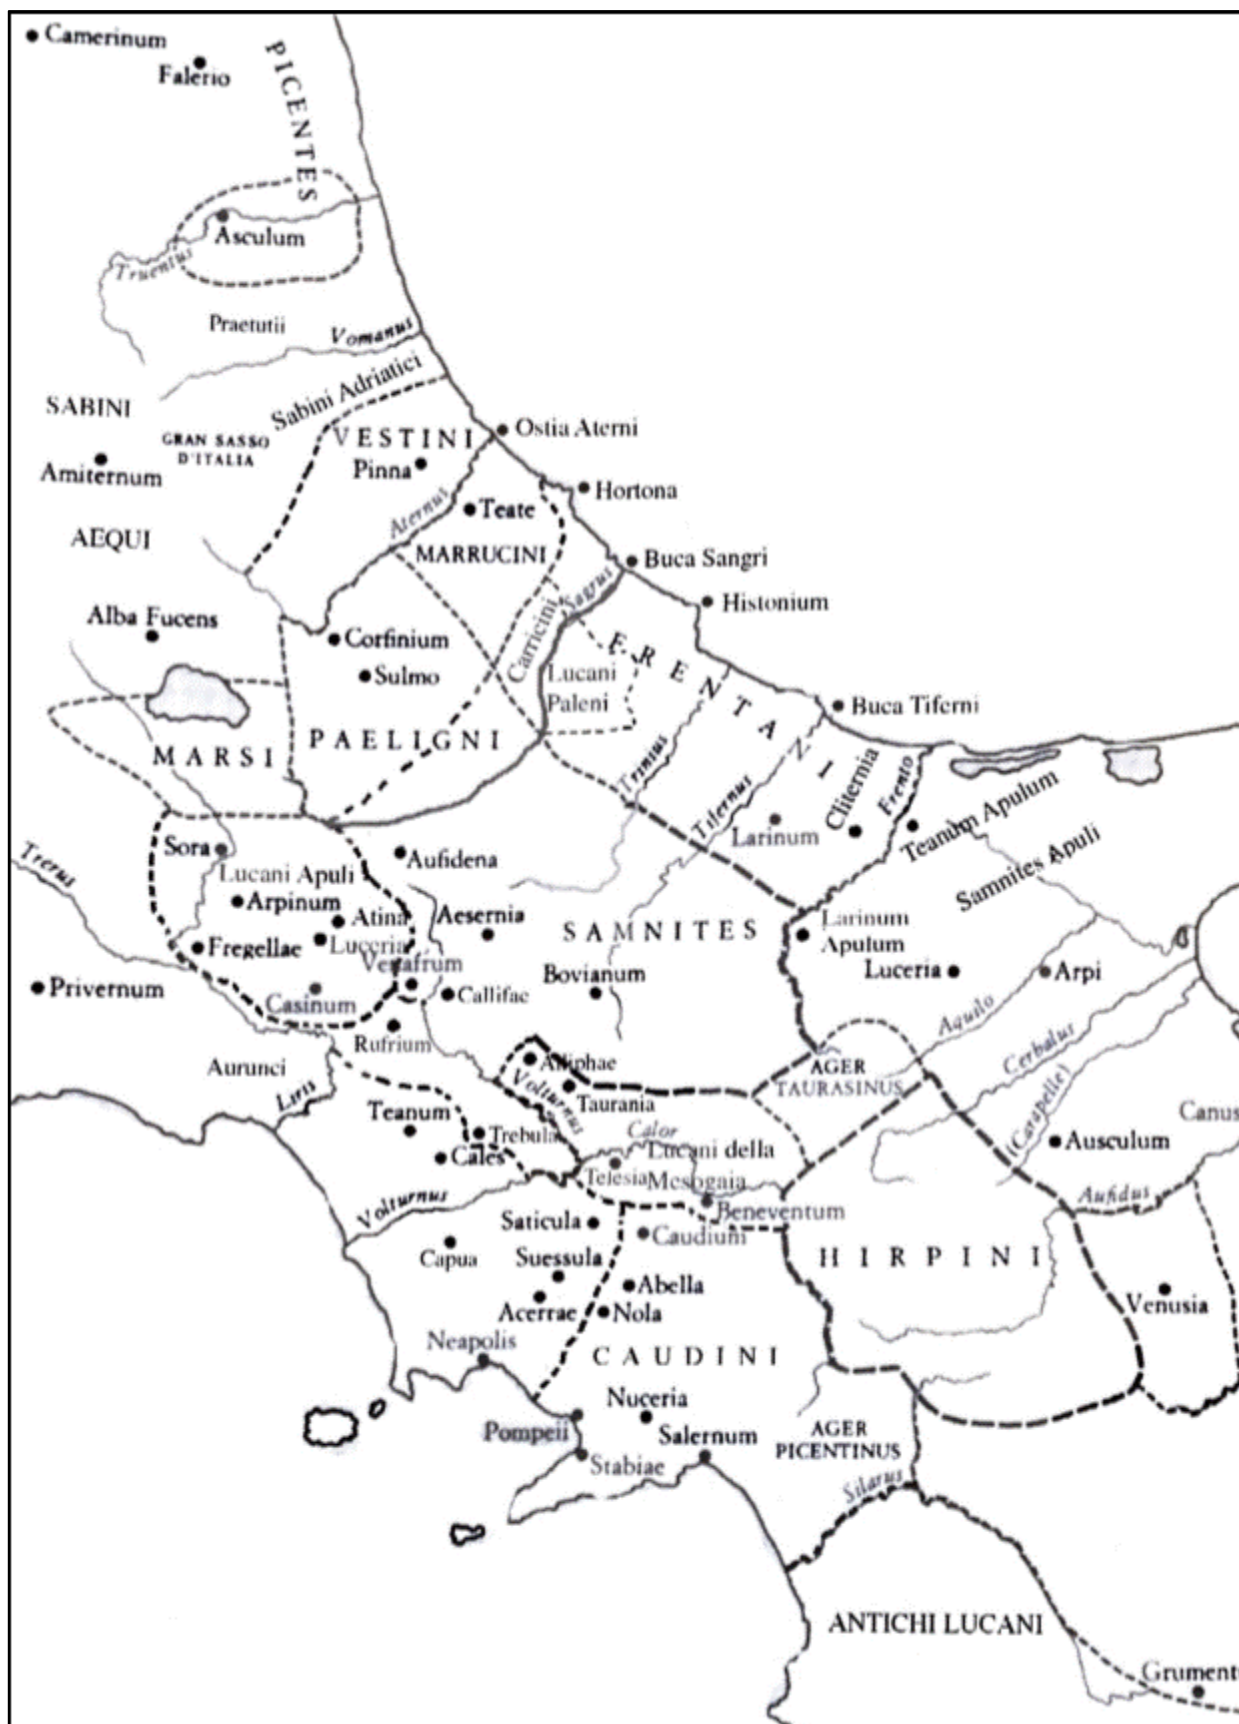 Camerinum
Falerio
PICENTES
Asculum
Truentus
Praetutii
Vomanus
Sabini Adriatici
SABINI
GRAN SASSO
D'ITALIA
VESTINI
Ostia Aterni
Amiternum
Pinna
Hortona
Aternus
Teate
AEQUI
MARRUCINI
Buca Sangri
Sagrus
Histonium
Alba Fucens
Corfinium
Carricini
FRENTANI
Sulmo
Lucani
Paleni
Buca Tiferni
MARSI
PAELIGNI
Trintus
Tifernus
Cliternia
Frento
Larinum
Teanum Apulum
Sora
Trerus
Aufidena
Lucani Apuli
Samnites Apuli
Arpinum
Atina
Aesernia
SAMNITES
Larinum
Apulum
Fregellae
Luceria
Venafrum
Bovianum
Luceria
Arpi
Privernum
Casinum
Callifae
Aquilo
Cerbalus
Rufrium
Aurunci
Alliphae
AGER
TAURASINUS
Liris
Volturnus
Taurania
(Carapelle)
Canus
Teanum
Trebula
Calor
Ausculum
Cales
Lucani della
Telesia
Mesogaia
Aufidus
Volturnus
Beneventum
Saticula
Caudium
Capua
Suessula
HIRPINI
Abella
Acerrae
Nola
Venusia
Neapolis
CAUDINI
Nuceria
Pompeii
Salernum
AGER
PICENTINUS
Stabiae
Silarus
ANTICHI LUCANI
Grument